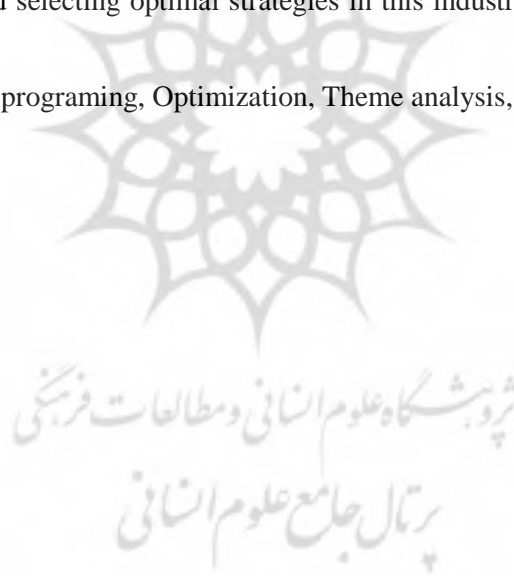 d selecting optimal strategies in this industr
programing, Optimization, Theme analysis,
پژوهشگاه علوم انسانی و مطالعات فرهنگی
پرتال جامع علوم انسانی